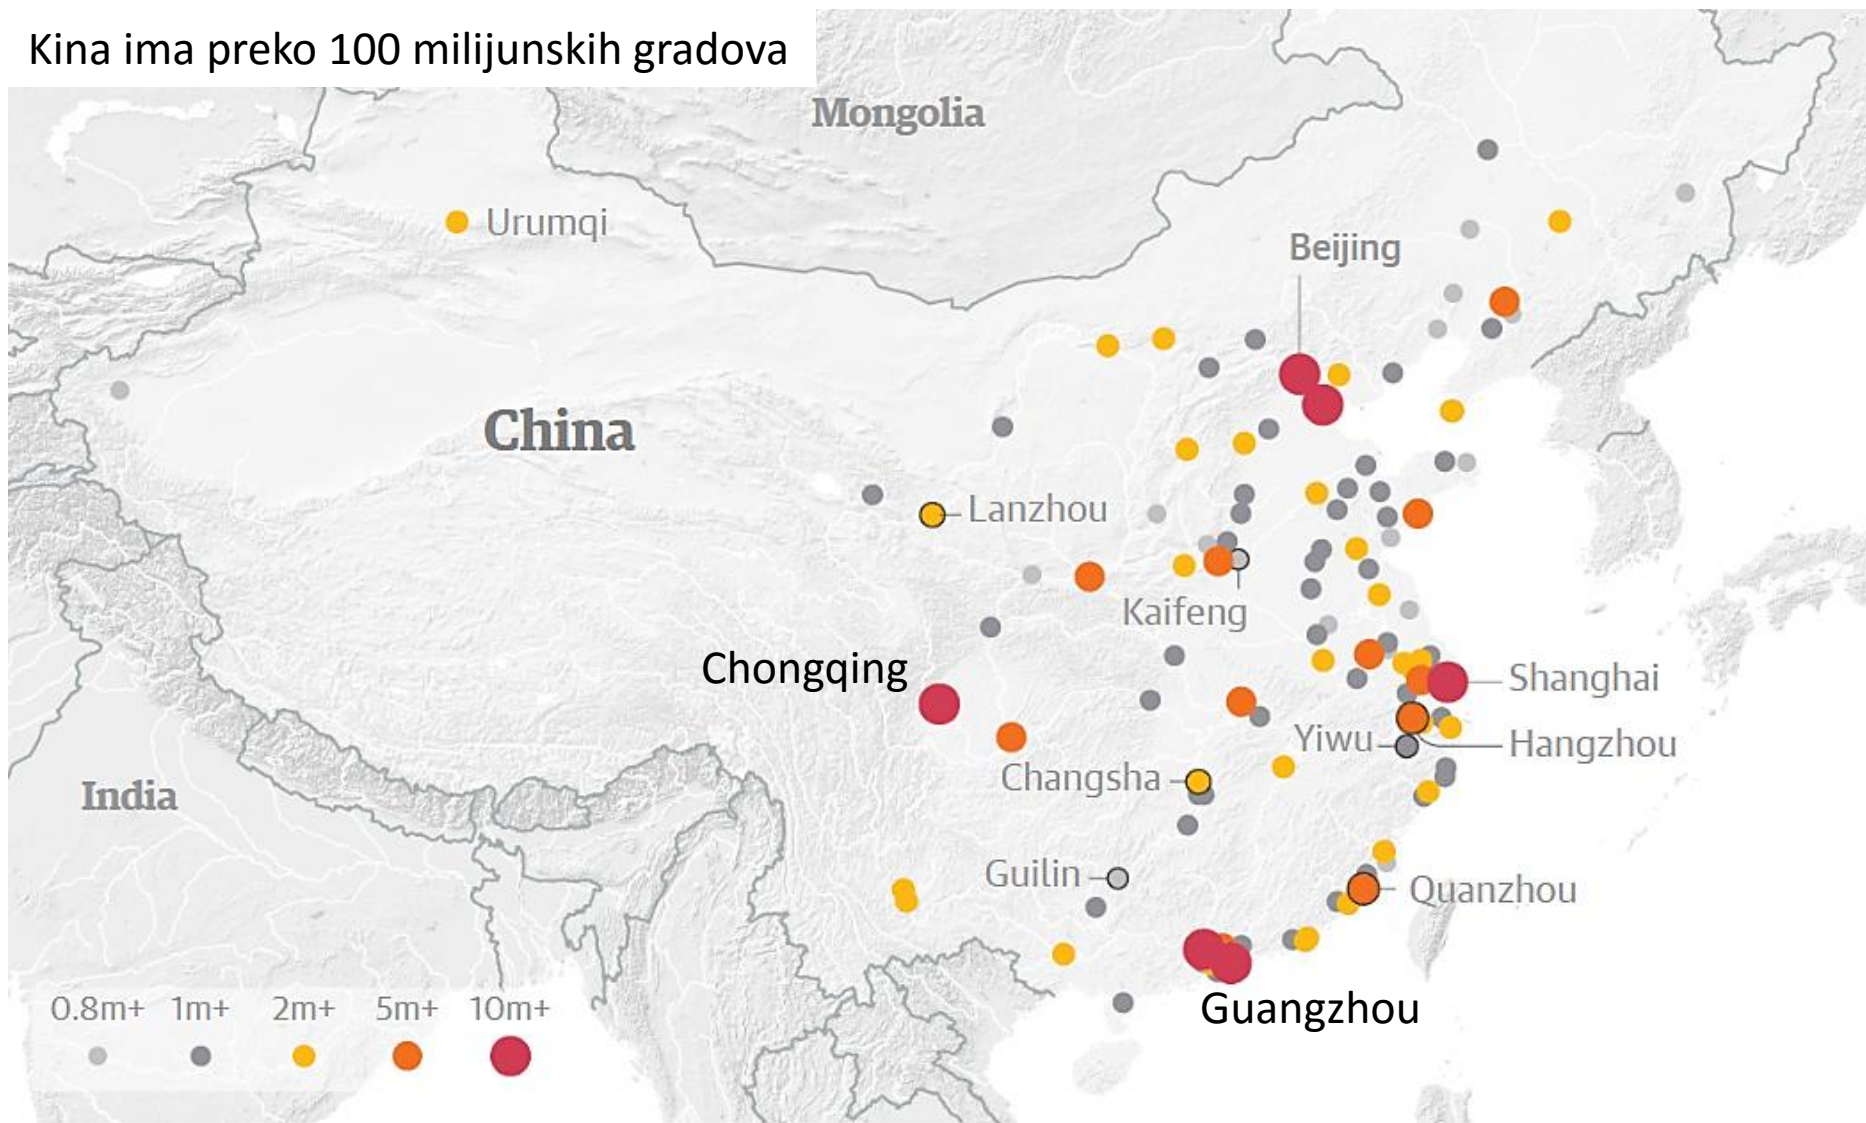 Kina ima preko 100 milijunskih gradova
Mongolia
Urumqi
Beijing
China
Lanzhou
Kaifeng
Chongqing
Shanghai
Yiwu
Hangzhou
Changsha
India
Guilin
Quanzhou
Guangzhou
0.8m+ 1m+ 2m+ 5m+ 10m+